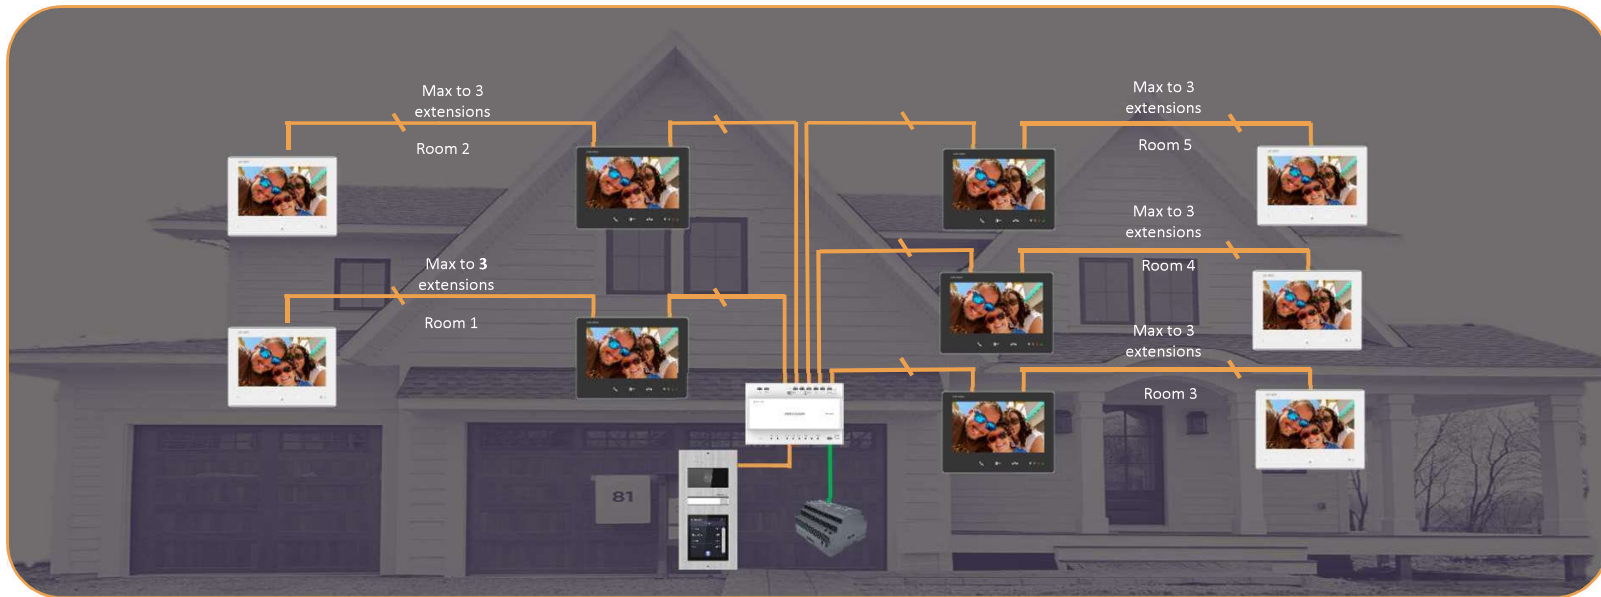 Max to 3
extensions
Room 2
Max to 3
extensions
Room 5
Max to 3
extensions
Room 4
Max to 3
extensions
Room 1
Max to 3
extensions
Room 3
81